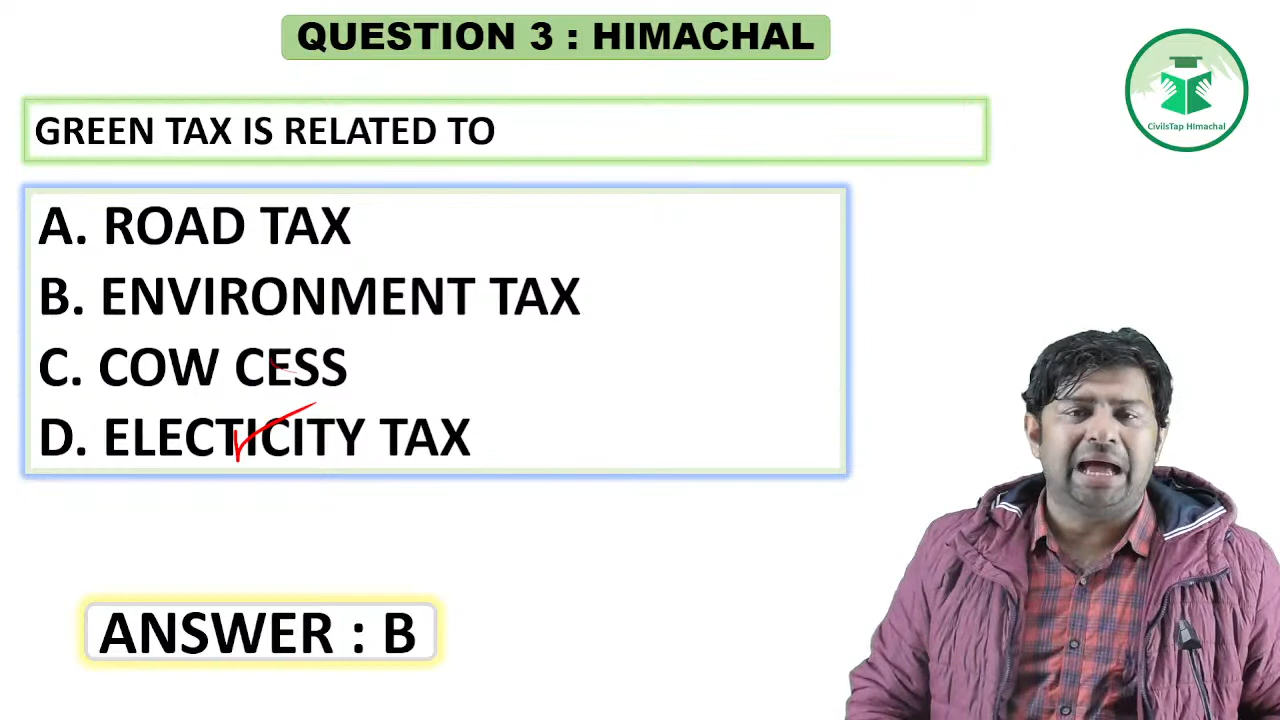 QUESTION 3 : HIMACHAL
CivilsTap HImachal
GREEN TAX IS RELATED TO
A. ROAD TAX
B. ENVIRONMENT TAX
C. COW CESS
D. ELECTICITY TAX
ANSWER : B